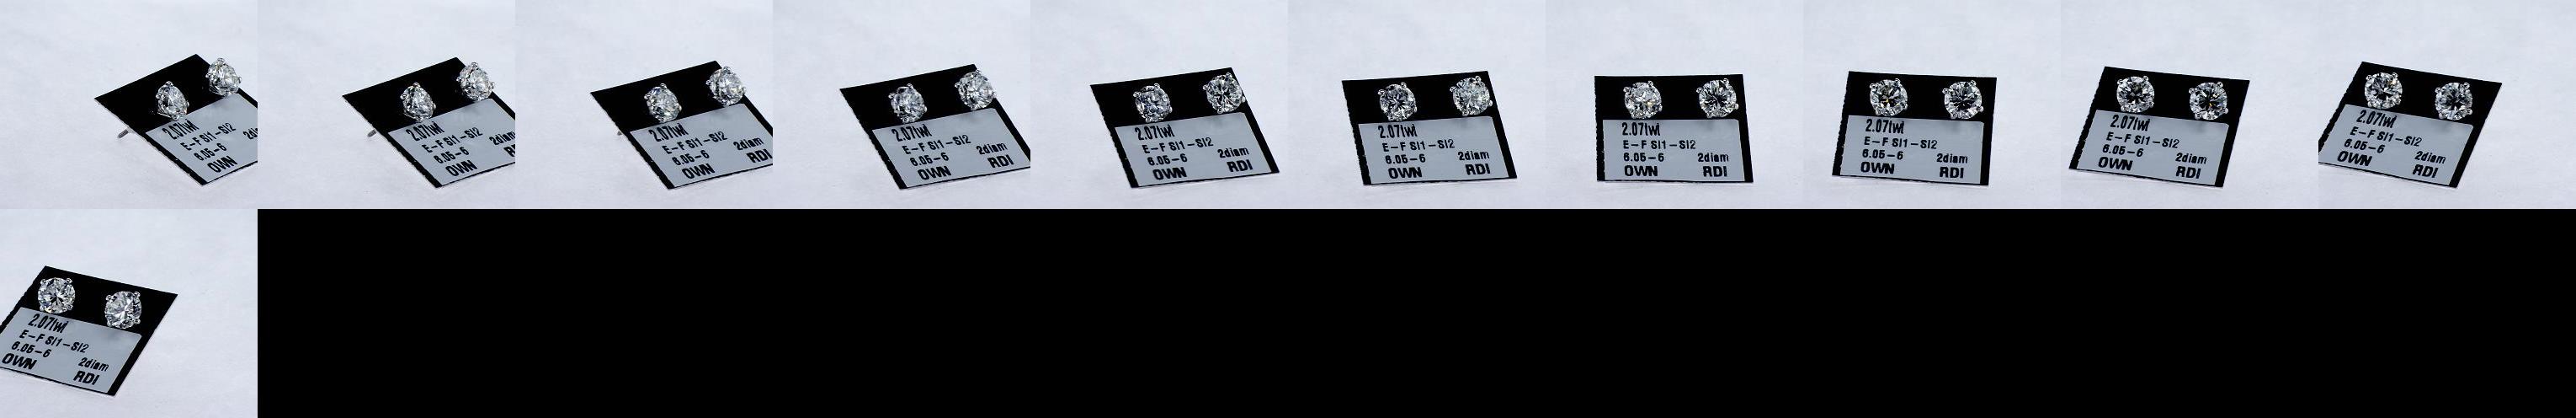 2.07twt
E-F SI1-SI2
6.05-6 2diam
OWN RDI